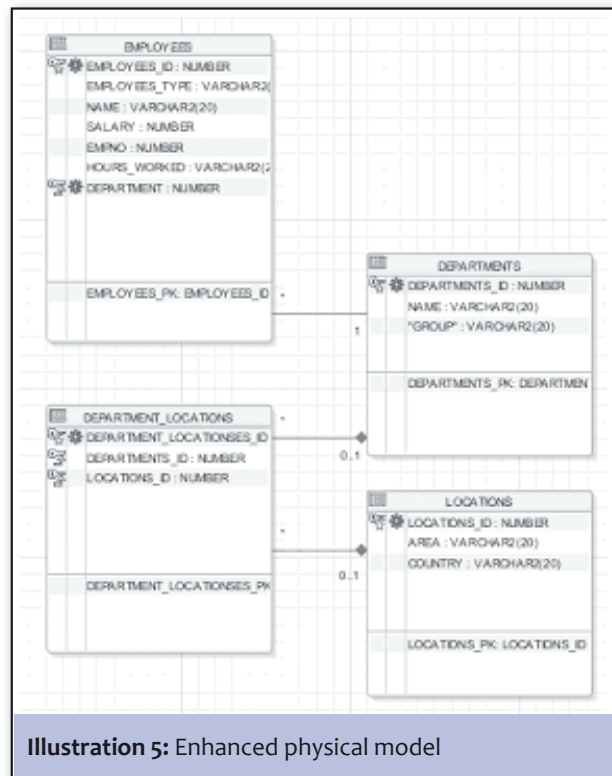 EMPLOYEES
EMPLOYEES_ID : NUMBER
EMPLOYEES_TYPE : VARCHAR2(
NAME : VARCHAR2(20)
SALARY : NUMBER
EMPNO : NUMBER
HOURS_WORKED : VARCHAR2(2
DEPARTMENT : NUMBER
EMPLOYEES_PK: EMPLOYEES_ID
*
1
DEPARTMENTS
DEPARTMENTS_ID : NUMBER
NAME : VARCHAR2(20)
"GROUP" : VARCHAR2(20)
DEPARTMENTS_PK: DEPARTMEN
DEPARTMENT_LOCATIONS
DEPARTMENT_LOCATIONSES_ID
DEPARTMENTS_ID : NUMBER
LOCATIONS_ID : NUMBER
DEPARTMENT_LOCATIONSES_PK
*
0..1
*
0..1
LOCATIONS
LOCATIONS_ID : NUMBER
AREA : VARCHAR2(20)
COUNTRY : VARCHAR2(20)
LOCATIONS_PK: LOCATIONS_ID
Illustration 5: Enhanced physical model